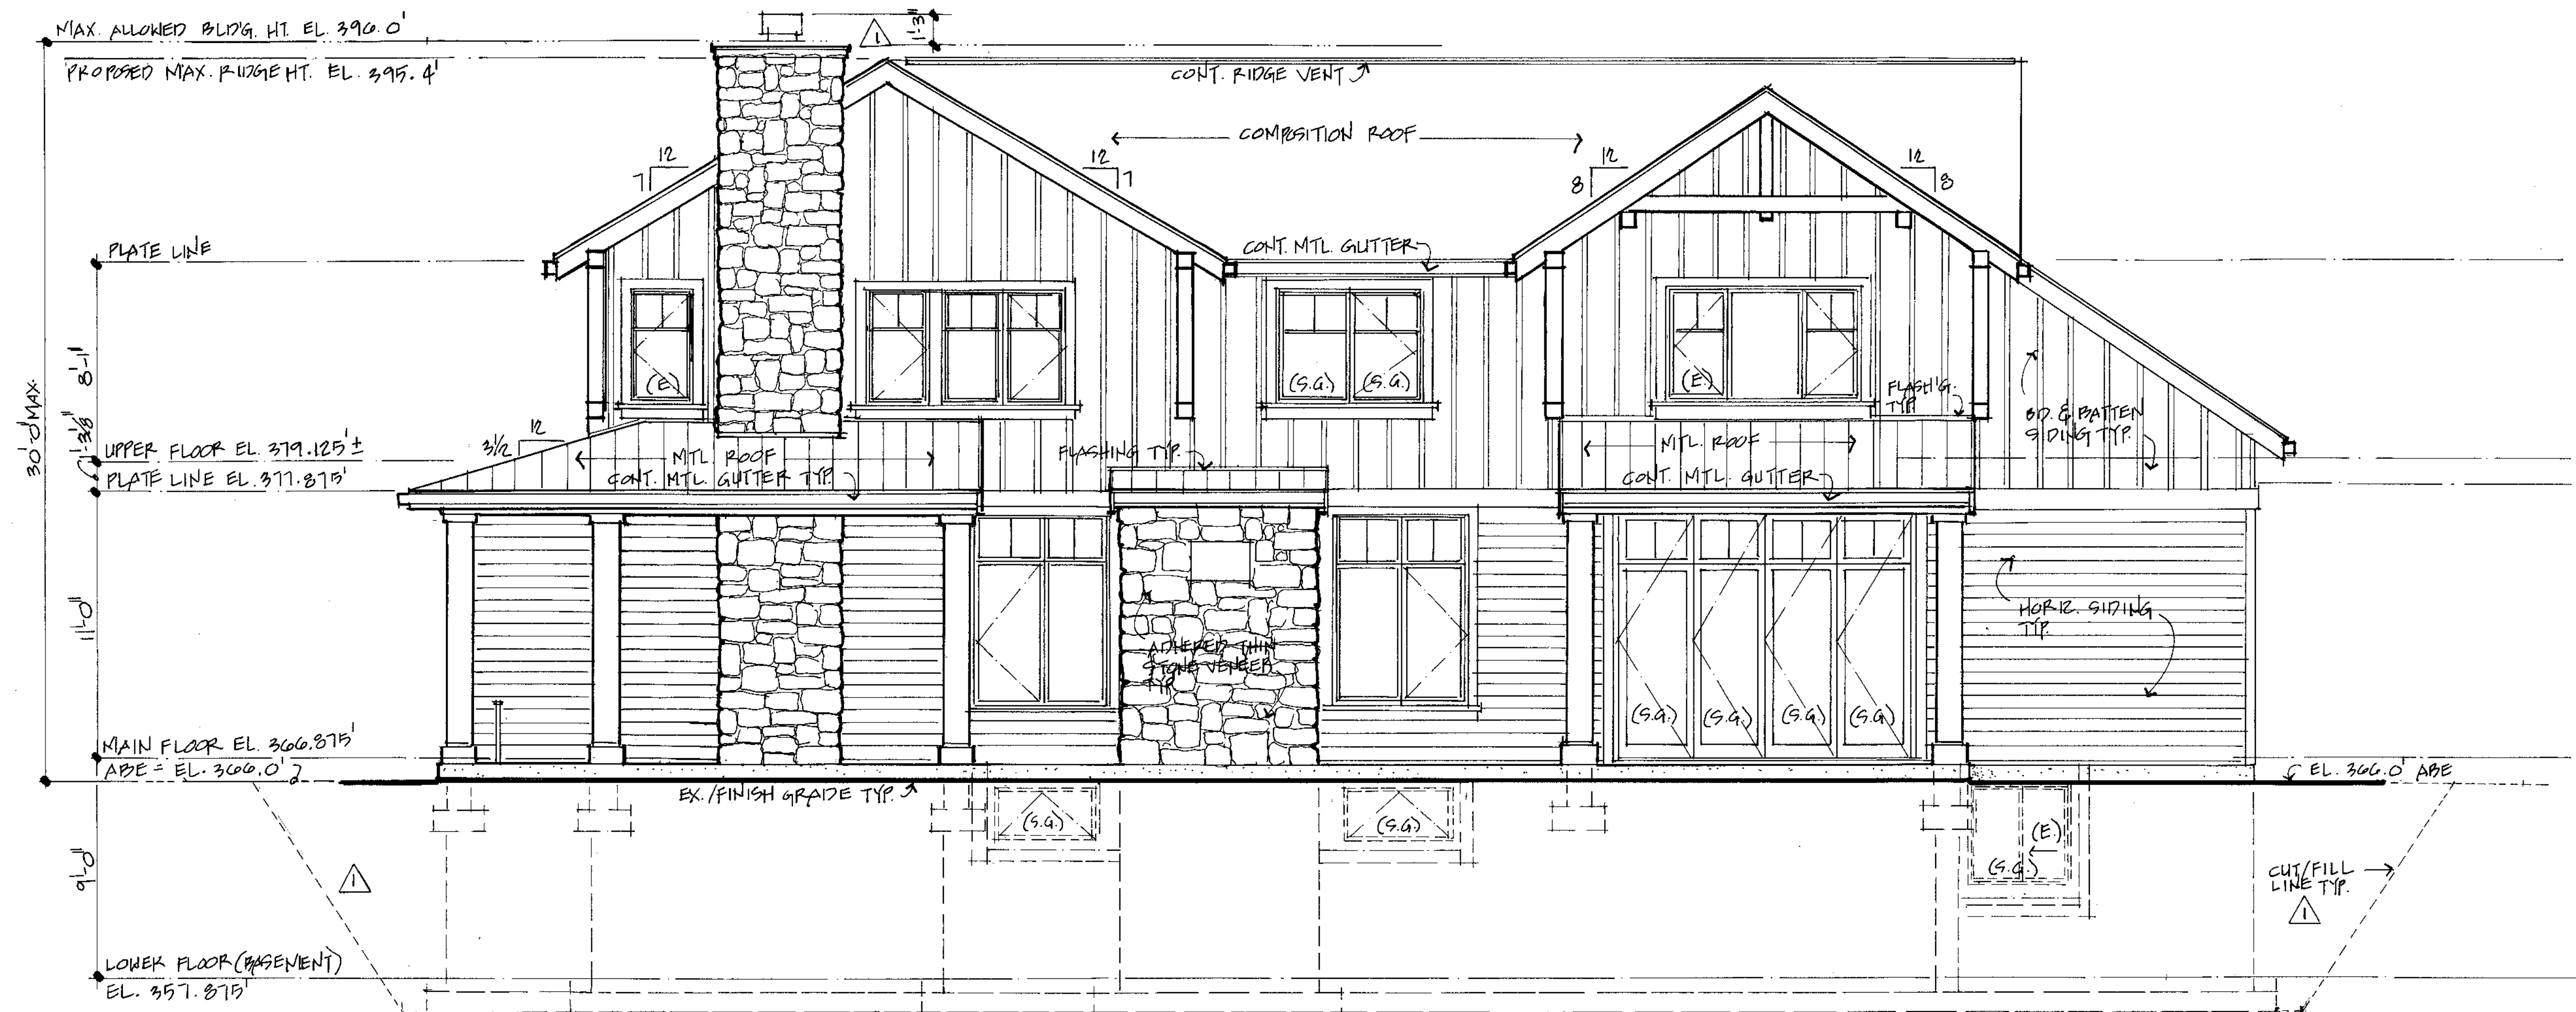 MAX. ALLOWED BLDG. HT. EL. 396.0'
PROPOSED MAX. RIDGE HT. EL. 395.4'
1
1'-3"
CONT. RIDGE VENT
COMPOSITION ROOF
12
7
12
7
12
8
12
8
PLATE LINE
CONT. MTL. GUTTER
30'-0" MAX.
8'-1"
1'-3 1/8"
(E.)
(S.G.)
(S.G.)
(E.)
FLASH'G.
TYP.
BD. & BATTEN
SIDING TYP.
3 1/2
12
UPPER FLOOR EL. 379.125' ±
PLATE LINE EL. 377.875'
MTL. ROOF
CONT. MTL. GUTTER TYP.
FLASHING TYP.
MTL. ROOF
CONT. MTL. GUTTER
11'-0"
HORIZ. SIDING
TYP.
ADHERED THIN
STONE VENEER
TYP.
(S.G.)
(S.G.)
(S.G.)
(S.G.)
MAIN FLOOR EL. 366.875'
ABE = EL. 366.0'
EL. 366.0' ABE
EX./FINISH GRADE TYP.
(S.G.)
(S.G.)
(E.)
(S.G.)
9'-0"
1
CUT/FILL
LINE TYP.
1
LOWER FLOOR (BASEMENT)
EL. 357.875'